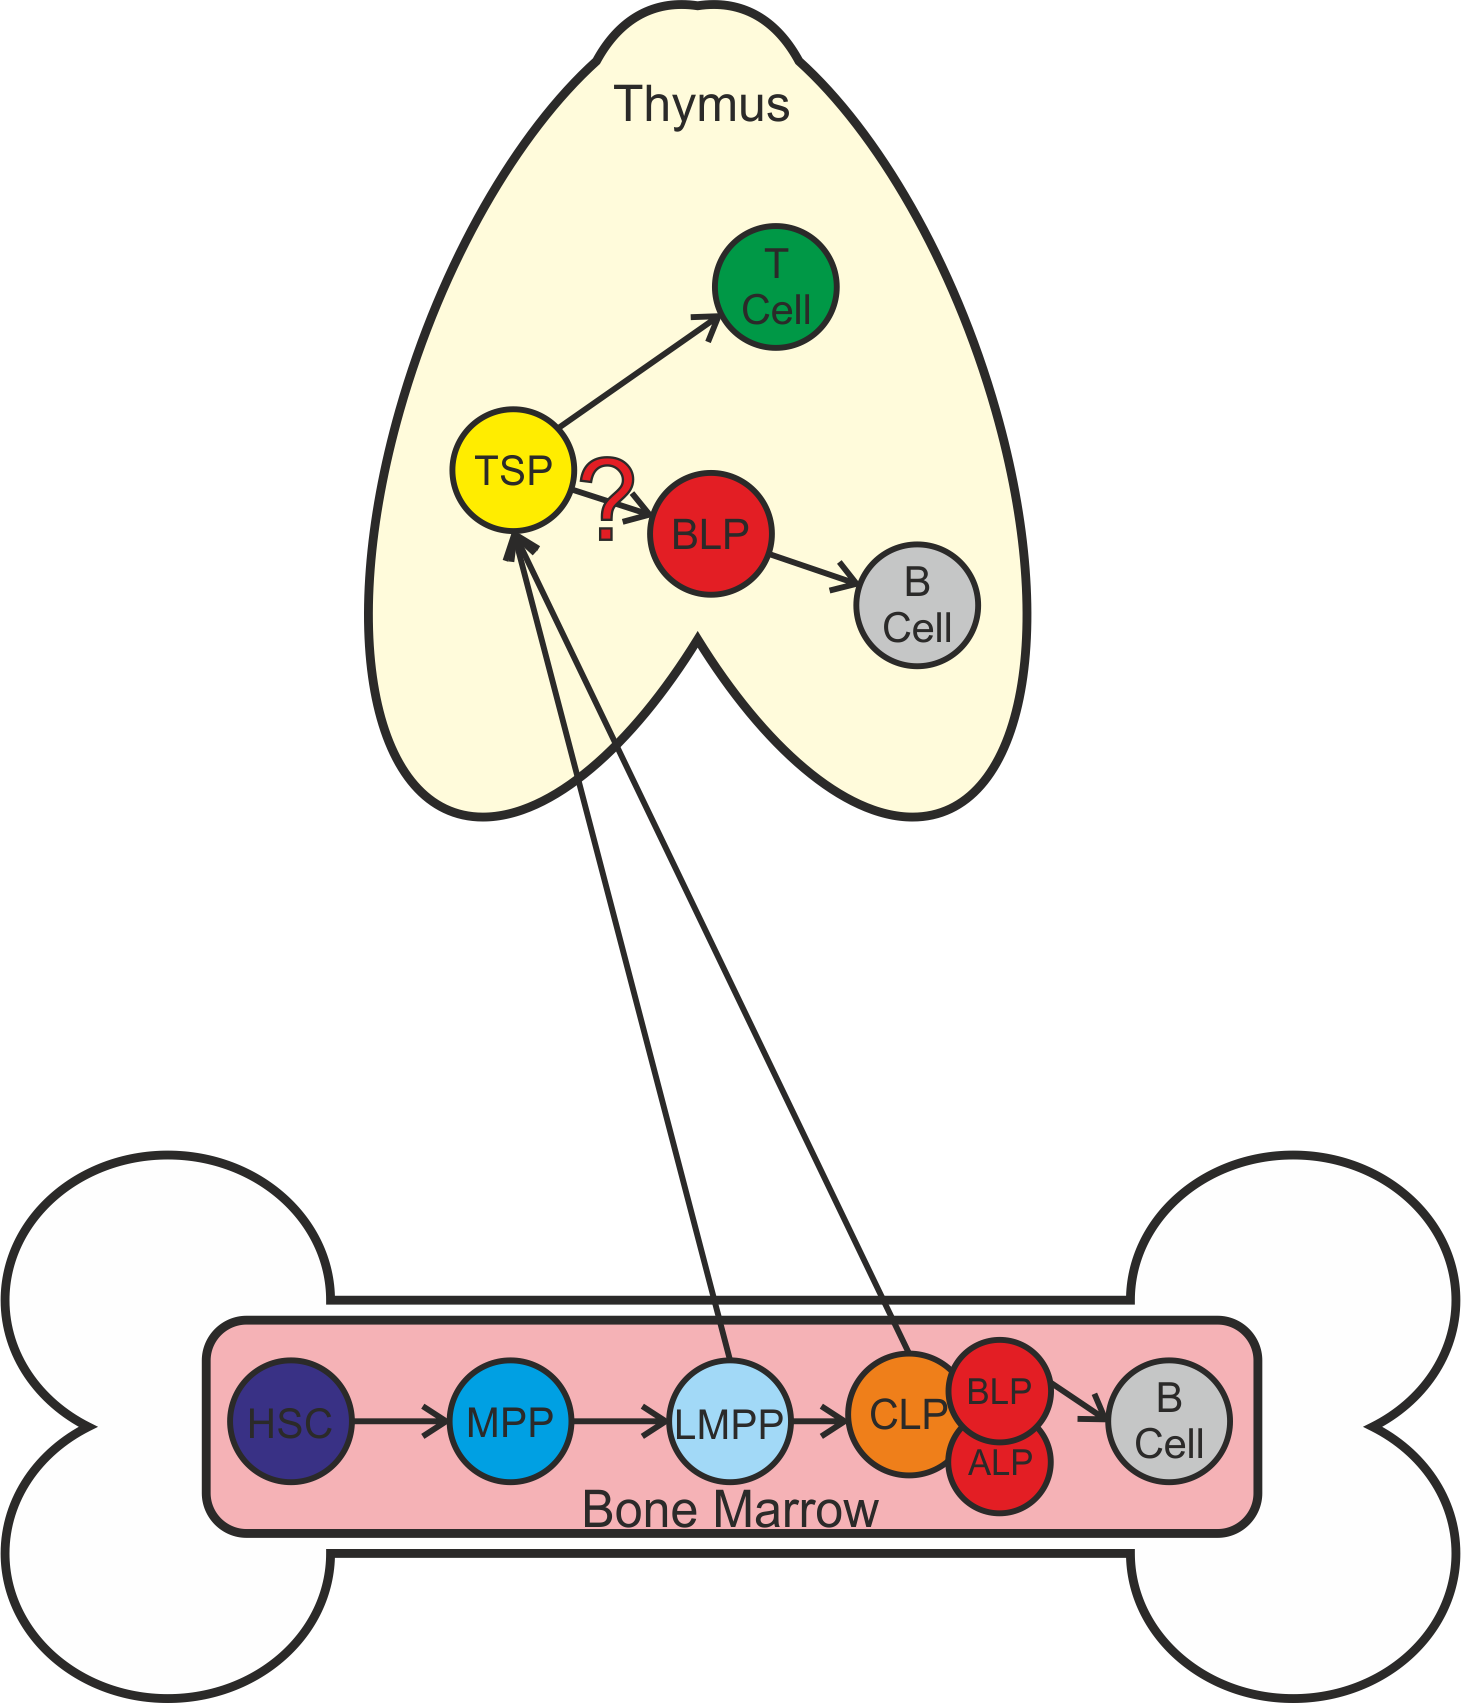 Thymus
T
Cell
TSP
?
BLP
B
Cell
HSC
MPP
LMPP
CLP
BLP
ALP
B
Cell
Bone Marrow